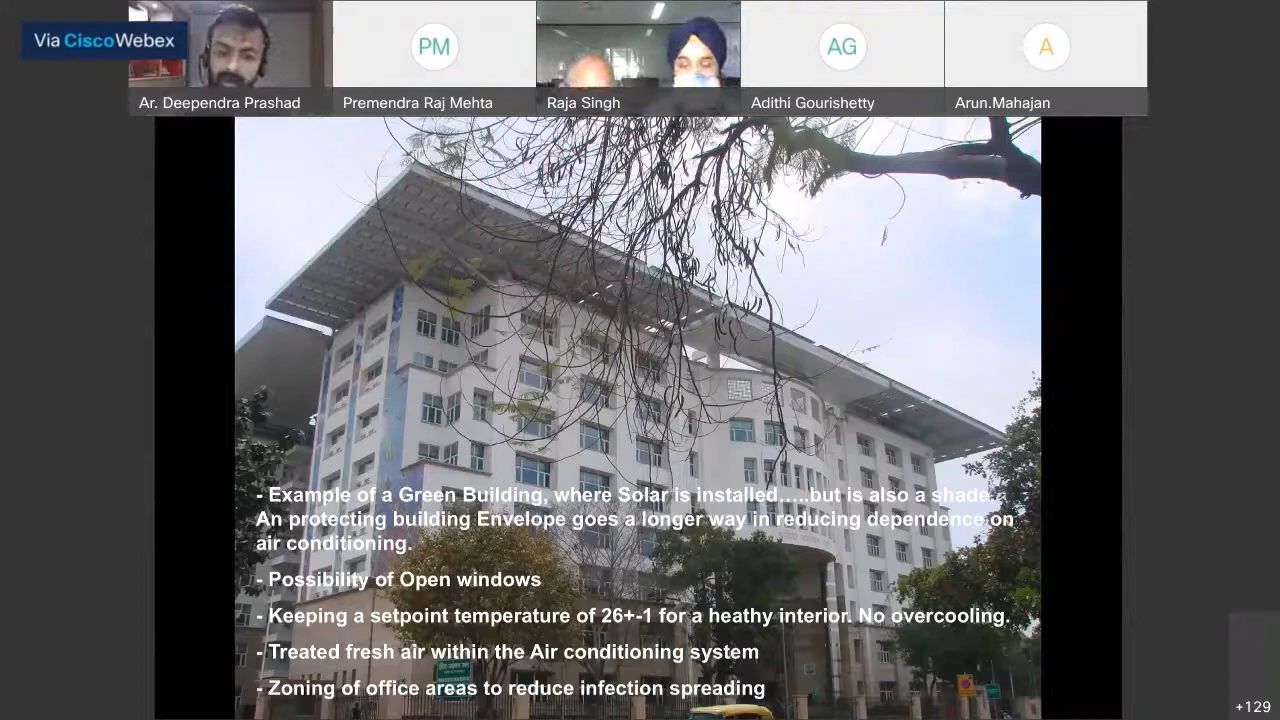 Via CiscoWebex
PM
AG
A
Ar. Deependra Prashad
Premendra Raj Mehta
Raja Singh
Adithi Gourishetty
Arun.Mahajan
- Example of a Green Building, where Solar is installed…..but is also a shade.
An protecting building Envelope goes a longer way in reducing dependence on
air conditioning.
- Possibility of Open windows
- Keeping a setpoint temperature of 26+-1 for a heathy interior. No overcooling.
- Treated fresh air within the Air conditioning system
- Zoning of office areas to reduce infection spreading
+129